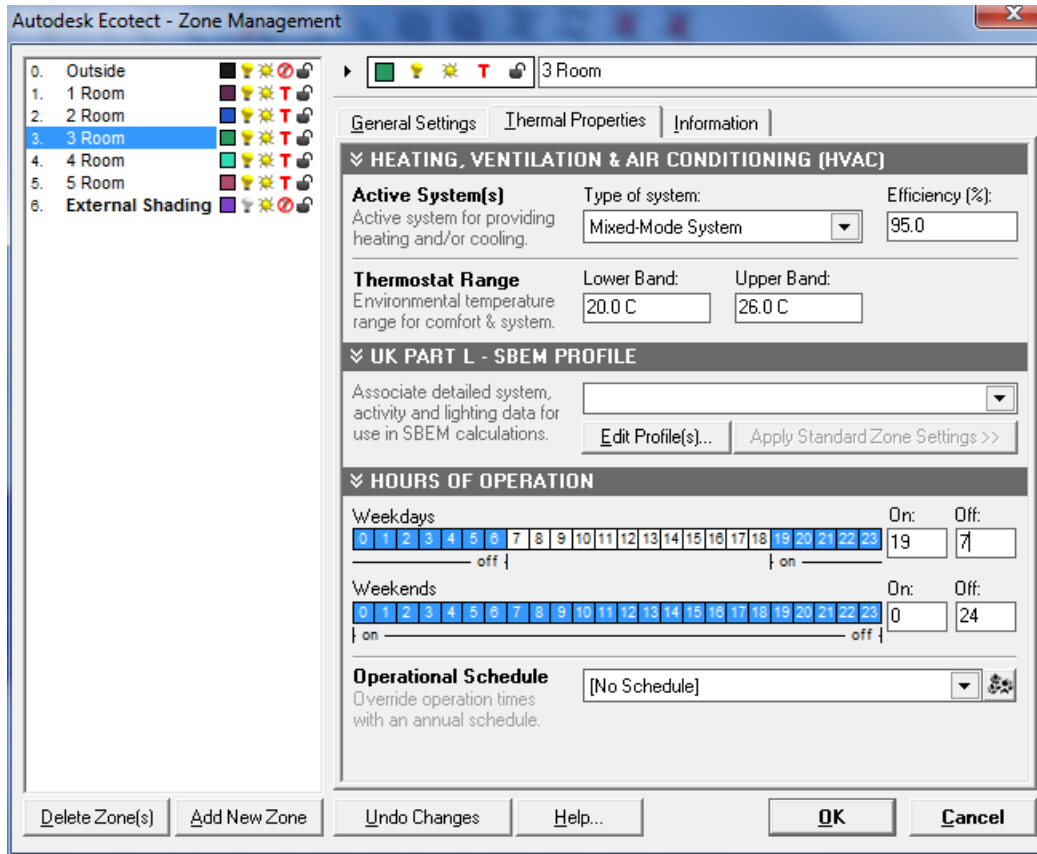 Autodesk Ecotect - Zone Management
x
0. Outside
1. 1 Room T
2. 2 Room T
3. 3 Room T
4. 4 Room T
5. 5 Room T
6. External Shading
T 3 Room
General Settings Thermal Properties Information
HEATING, VENTILATION & AIR CONDITIONING (HVAC)
Active System(s) Type of system: Efficiency (%):
Active system for providing
heating and/or cooling.
Mixed-Mode System 95.0
Thermostat Range Lower Band: Upper Band:
Environmental temperature
range for comfort & system.
20.0 C 26.0 C
UK PART L - SBEM PROFILE
Associate detailed system,
activity and lighting data for
use in SBEM calculations.
Edit Profile(s)... Apply Standard Zone Settings >>
HOURS OF OPERATION
Weekdays On: Off:
0 1 2 3 4 5 6 7 8 9 10 11 12 13 14 15 16 17 18 19 20 21 22 23 19 7
off on
Weekends On: Off:
0 1 2 3 4 5 6 7 8 9 10 11 12 13 14 15 16 17 18 19 20 21 22 23 0 24
on off
Operational Schedule
Override operation times
with an annual schedule.
[No Schedule]
Delete Zone(s) Add New Zone Undo Changes Help... OK Cancel